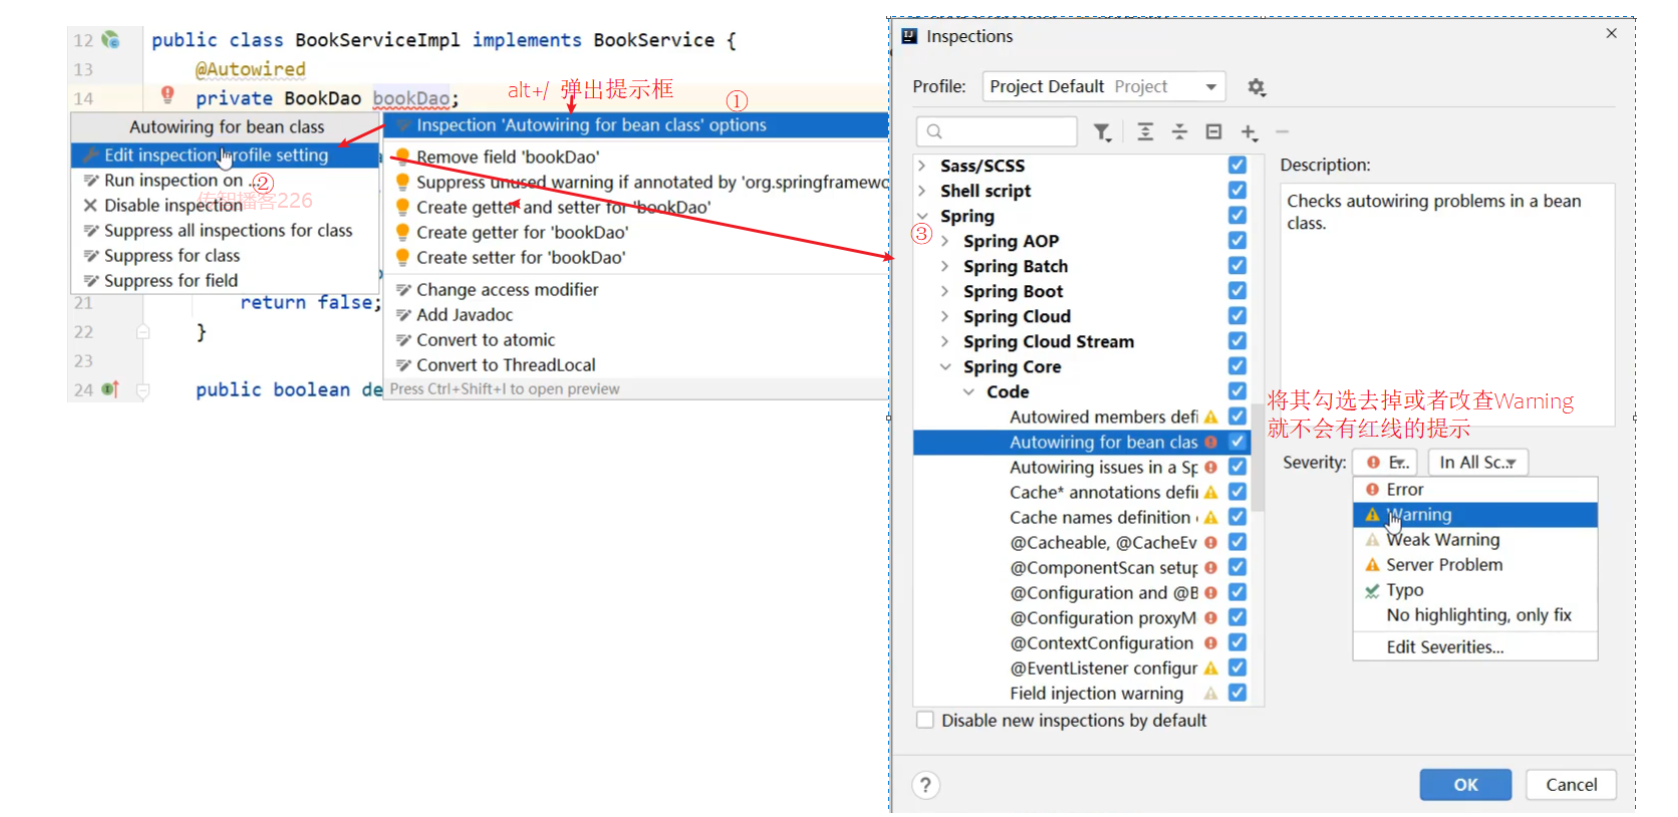 12 public class BookServiceImpl implements BookService {
13 @Autowired
14 private BookDao bookDao;
alt+/ 弹出提示框
①
Autowiring for bean class
Edit inspection profile setting
Run inspection on ...
②
传智播客226
Disable inspection
Suppress all inspections for class
Suppress for class
Suppress for field
Inspection 'Autowiring for bean class' options
Remove field 'bookDao'
Suppress unused warning if annotated by 'org.springframewo
Create getter and setter for 'bookDao'
Create getter for 'bookDao'
Create setter for 'bookDao'
Change access modifier
Add Javadoc
Convert to atomic
Convert to ThreadLocal
Press Ctrl+Shift+I to open preview
21 return false;
22 }
23
24 public boolean de
Inspections
Profile: Project Default Project
Sass/SCSS
Shell script
Spring
③
Spring AOP
Spring Batch
Spring Boot
Spring Cloud
Spring Cloud Stream
Spring Core
Code
Autowired members defi
Autowiring for bean clas
Autowiring issues in a Sp
Cache* annotations defin
Cache names definition
@Cacheable, @CacheEv
@ComponentScan setup
@Configuration and @B
@Configuration proxyM
@ContextConfiguration
@EventListener configur
Field injection warning
Disable new inspections by default
Description:
Checks autowiring problems in a bean
class.
将其勾选去掉或者改查Warning
就不会有红线的提示
Severity: E... In All Sc...
Error
Warning
Weak Warning
Server Problem
Typo
No highlighting, only fix
Edit Severities...
?
OK
Cancel